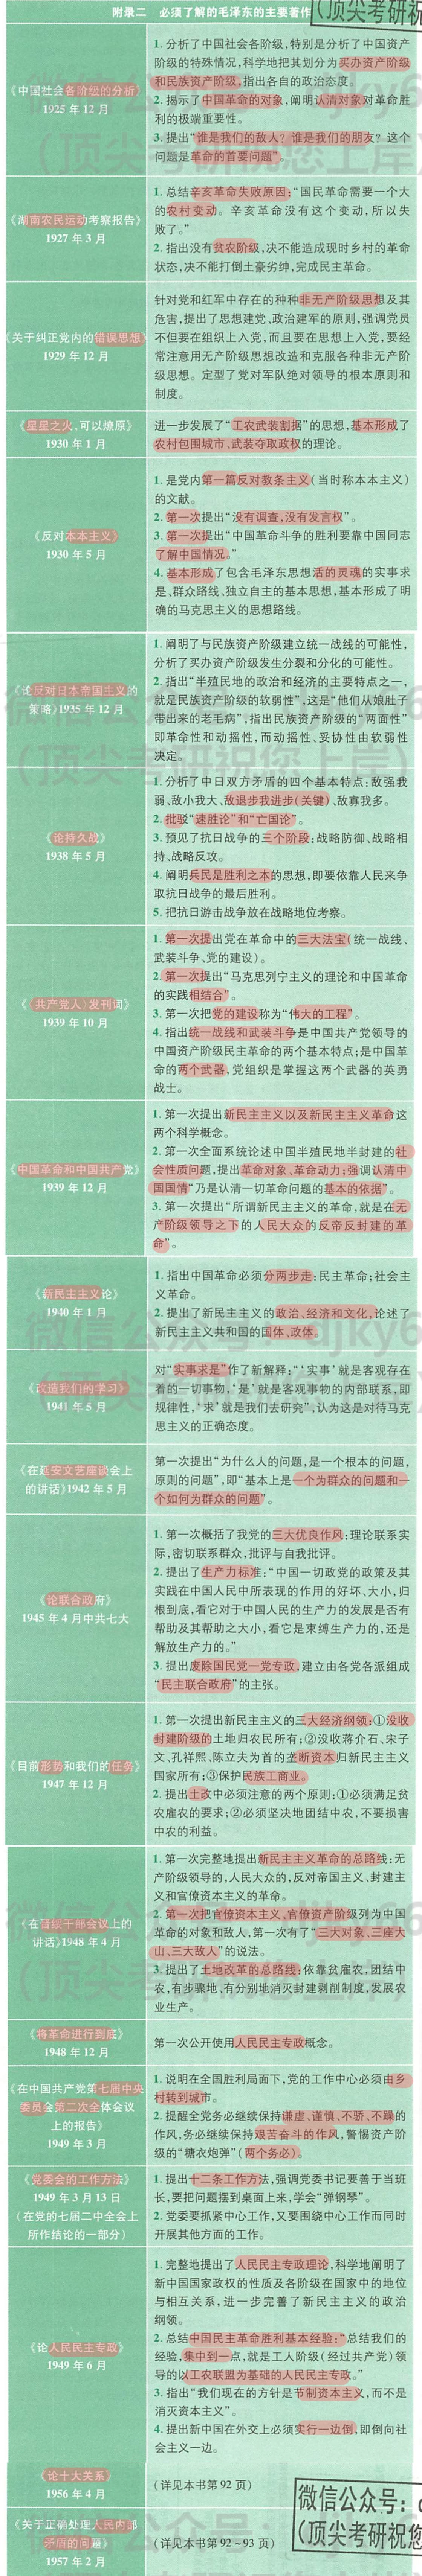 附录二 必须了解的毛泽东的主要著作
(顶尖考研祝
《中国社会各阶级的分析》
1925 年 12 月
1. 分析了中国社会各阶级,特别是分析了中国资产
阶级的特殊情况,科学地把其划分为买办资产阶级
和民族资产阶级,指出各自的政治态度。
2. 揭示了中国革命的对象,阐明认清对象对革命胜
利的极端重要性。
3. 提出“谁是我们的敌人?谁是我们的朋友?这个
问题是革命的首要问题”。
《湖南农民运动考察报告》
1927 年 3 月
1. 总结辛亥革命失败原因:“国民革命需要一个大
的农村变动。辛亥革命没有这个变动,所以失
败了。”
2. 指出没有贫农阶级,决不能造成现时乡村的革命
状态,决不能打倒土豪劣绅,完成民主革命。
《关于纠正党内的错误思想》
1929 年 12 月
针对党和红军中存在的种种非无产阶级思想及其
危害,提出了思想建党、政治建军的原则,强调党员
不但要在组织上入党,而且要在思想上入党,要经
常注意用无产阶级思想改造和克服各种非无产阶
级思想。定型了党对军队绝对领导的根本原则和
制度。
《星星之火,可以燎原》
1930 年 1 月
进一步发展了“工农武装割据”的思想,基本形成了
农村包围城市、武装夺取政权的理论。
《反对本本主义》
1930 年 5 月
1. 是党内第一篇反对教条主义(当时称本本主义)
的文献。
2. 第一次提出“没有调查,没有发言权”。
3. 第一次提出“中国革命斗争的胜利要靠中国同志
了解中国情况。”
4. 基本形成了包含毛泽东思想活的灵魂的实事求
是、群众路线、独立自主的基本思想,基本形成了明
确的马克思主义的思想路线。
《论反对日本帝国主义的
策略》1935 年 12 月
1. 阐明了与民族资产阶级建立统一战线的可能性,
分析了买办资产阶级发生分裂和分化的可能性。
2. 指出“半殖民地的政治和经济的主要特点之一,
就是民族资产阶级的软弱性”,这是“他们从娘肚子
带出来的老毛病”,指出民族资产阶级的“两面性”
即革命性和动摇性,而动摇性、妥协性由软弱性
决定。
《论持久战》
1938 年 5 月
1. 分析了中日双方矛盾的四个基本特点:敌强我
弱、敌小我大、敌退步我进步(关键)、敌寡我多。
2. 批驳“速胜论”和“亡国论”。
3. 预见了抗日战争的三个阶段:战略防御、战略相
持、战略反攻。
4. 阐明兵民是胜利之本的思想,即要依靠人民来争
取抗日战争的最后胜利。
5. 把抗日游击战争放在战略地位考察。
《〈共产党人〉发刊词》
1939 年 10 月
1. 第一次提出党在革命中的三大法宝(统一战线、
武装斗争、党的建设)。
2. 第一次提出“马克思列宁主义的理论和中国革命
的实践相结合”。
3. 第一次把党的建设称为“伟大的工程”。
4. 指出统一战线和武装斗争是中国共产党领导的
中国资产阶级民主革命的两个基本特点;是中国革
命的两个武器,党组织是掌握这两个武器的英勇
战士。
《中国革命和中国共产党》
1939 年 12 月
1. 第一次提出新民主主义以及新民主主义革命这
两个科学概念。
2. 第一次全面系统论述中国半殖民地半封建的社
会性质问题,提出革命对象、革命动力;强调认清中
国国情“乃是认清一切革命问题的基本的依据”。
3. 第一次提出“所谓新民主主义的革命,就是在无
产阶级领导之下的人民大众的反帝反封建的革
命”。
《新民主主义论》
1940 年 1 月
1. 指出中国革命必须分两步走:民主革命;社会主
义革命。
2. 提出了新民主主义的政治、经济和文化,论述了
新民主主义共和国的国体、政体。
《改造我们的学习》
1941 年 5 月
对“实事求是”作了新解释:“‘实事’就是客观存在
着的一切事物,‘是’就是客观事物的内部联系,即
规律性,‘求’就是我们去研究”,认为这是对待马克
思主义的正确态度。
《在延安文艺座谈会上
的讲话》1942 年 5 月
第一次提出“为什么人的问题,是一个根本的问题,
原则的问题”,即“基本上是一个为群众的问题和一
个如何为群众的问题”。
《论联合政府》
1945 年 4 月中共七大
1. 第一次概括了我党的三大优良作风:理论联系实
际,密切联系群众,批评与自我批评。
2. 提出了生产力标准:“中国一切政党的政策及其
实践在中国人民中所表现的作用的好坏、大小,归
根到底,看它对于中国人民的生产力的发展是否有
帮助及其帮助之大小,看它是束缚生产力的,还是
解放生产力的。”
3. 提出废除国民党一党专政,建立由各党各派组成
“民主联合政府”的主张。
《目前形势和我们的任务》
1947 年 12 月
1. 第一次提出新民主主义的三大经济纲领:①没收
封建阶级的土地归农民所有;②没收蒋介石、宋子
文、孔祥熙、陈立夫为首的垄断资本归新民主主义
国家所有;③保护民族工商业。
2. 提出土改中必须注意的两个原则:①必须满足贫
农雇农的要求;②必须坚决地团结中农,不要损害
中农的利益。
《在晋绥干部会议上的
讲话》1948 年 4 月
1. 第一次完整地提出新民主主义革命的总路线:无
产阶级领导的,人民大众的,反对帝国主义、封建主
义和官僚资本主义的革命。
2. 第一次把官僚资本主义、官僚资产阶级列为中国
革命的对象和敌人,第一次有了“三大对象、三座大
山、三大敌人”的说法。
3. 提出了土地改革的总路线:依靠贫雇农,团结中
农,有步骤地、有分别地消灭封建剥削制度,发展农
业生产。
《将革命进行到底》
1948 年 12 月
第一次公开使用人民民主专政概念。
《在中国共产党第七届中央
委员会第二次全体会议
上的报告》
1949 年 3 月
1. 说明在全国胜利局面下,党的工作中心必须由乡
村转到城市。
2. 提醒全党务必继续保持谦虚、谨慎、不骄、不躁的
作风,务必继续保持艰苦奋斗的作风,警惕资产阶
级的“糖衣炮弹”(两个务必)。
《党委会的工作方法》
1949 年 3 月 13 日
(在党的七届二中全会上
所作结论的一部分)
1. 提出十二条工作方法,强调党委书记要善于当班
长,要把问题摆到桌面上来,学会“弹钢琴”。
2. 党委要抓紧中心工作,又要围绕中心工作而同时
开展其他方面的工作。
《论人民民主专政》
1949 年 6 月
1. 完整地提出了人民民主专政理论,科学地阐明了
新中国国家政权的性质及各阶级在国家中的地位
与相互关系,进一步完善了新民主主义的政治
纲领。
2. 总结中国民主革命胜利基本经验:“总结我们的
经验,集中到一点,就是工人阶级(经过共产党)领
导的以工农联盟为基础的人民民主专政。”
3. 指出“我们现在的方针是节制资本主义,而不是
消灭资本主义”。
4. 提出新中国在外交上必须实行一边倒,即倒向社
会主义一边。
《论十大关系》
1956 年 4 月
(详见本书第 92 页)
《关于正确处理人民内部
矛盾的问题》
1957 年 2 月
(详见本书第 92－93 页)
微信公众号:
(顶尖考研祝您